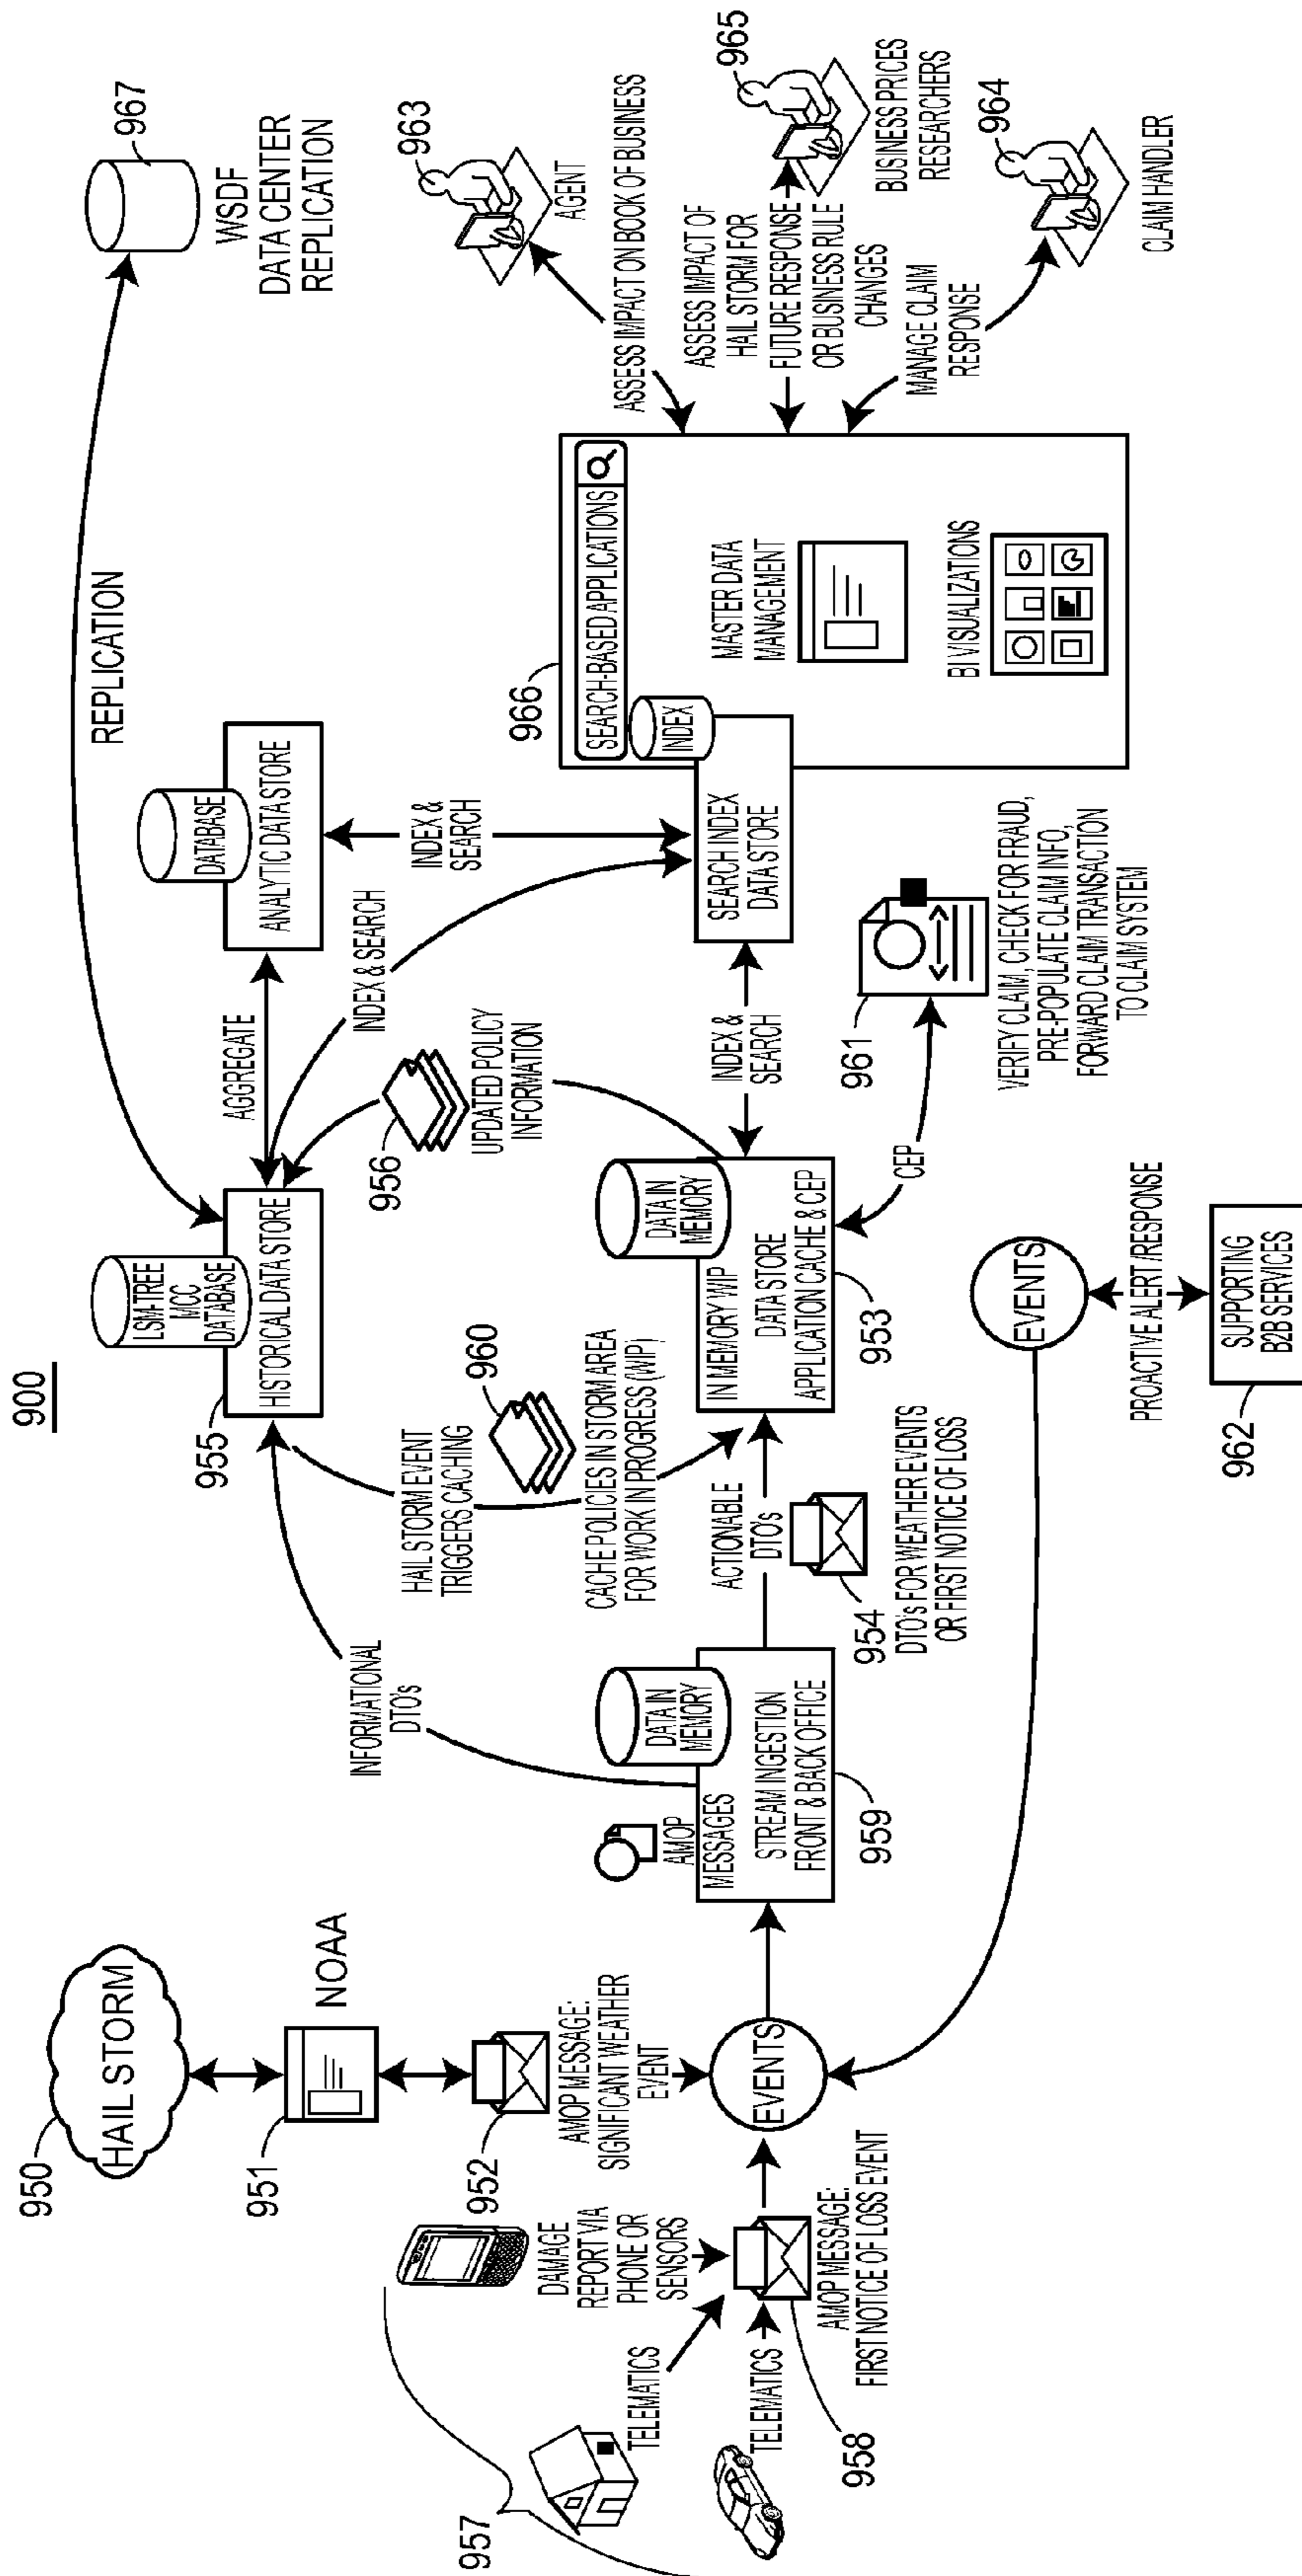 900
950
HAIL STORM
951
NOAA
952
AMOP MESSAGE:
SIGNIFICANT WEATHER
EVENT
957
DAMAGE
REPORT VIA
PHONE OR
SENSORS
TELEMATICS
TELEMATICS
958
AMOP MESSAGE:
FIRST NOTICE OF LOSS EVENT
EVENTS
AMOP
MESSAGES
DATA IN
MEMORY
STREAM INGESTION
FRONT & BACK OFFICE
959
INFORMATIONAL
DTO's
ACTIONABLE
DTO's
954
DTO's FOR WEATHER EVENTS
OR FIRST NOTICE OF LOSS
HAIL STORM EVENT
TRIGGERS CACHING
960
CACHE POLICIES IN STORM AREA
FOR WORK IN PROGRESS (WIP)
955
LSM-TREE
MCC
DATABASE
HISTORICAL DATA STORE
956
UPDATED POLICY
INFORMATION
IN MEMORY WIP
DATA IN
MEMORY
DATA STORE
APPLICATION CACHE & CEP
953
EVENTS
PROACTIVE ALERT/RESPONSE
SUPPORTING
B2B SERVICES
962
CEP
961
VERIFY CLAIM, CHECK FOR FRAUD,
PRE-POPULATE CLAIM INFO,
FORWARD CLAIM TRANSACTION
TO CLAIM SYSTEM
AGGREGATE
INDEX & SEARCH
DATABASE
ANALYTIC DATA STORE
INDEX &
SEARCH
INDEX &
SEARCH
SEARCH INDEX
DATA STORE
INDEX
966
SEARCH-BASED APPLICATIONS
MASTER DATA
MANAGEMENT
BI VISUALIZATIONS
REPLICATION
967
WSDF
DATA CENTER
REPLICATION
ASSESS IMPACT ON BOOK OF BUSINESS
963
AGENT
ASSESS IMPACT OF
HAIL STORM FOR
FUTURE RESPONSE
OR BUSINESS RULE
CHANGES
965
BUSINESS PRICES
RESEARCHERS
MANAGE CLAIM
RESPONSE
964
CLAIM HANDLER